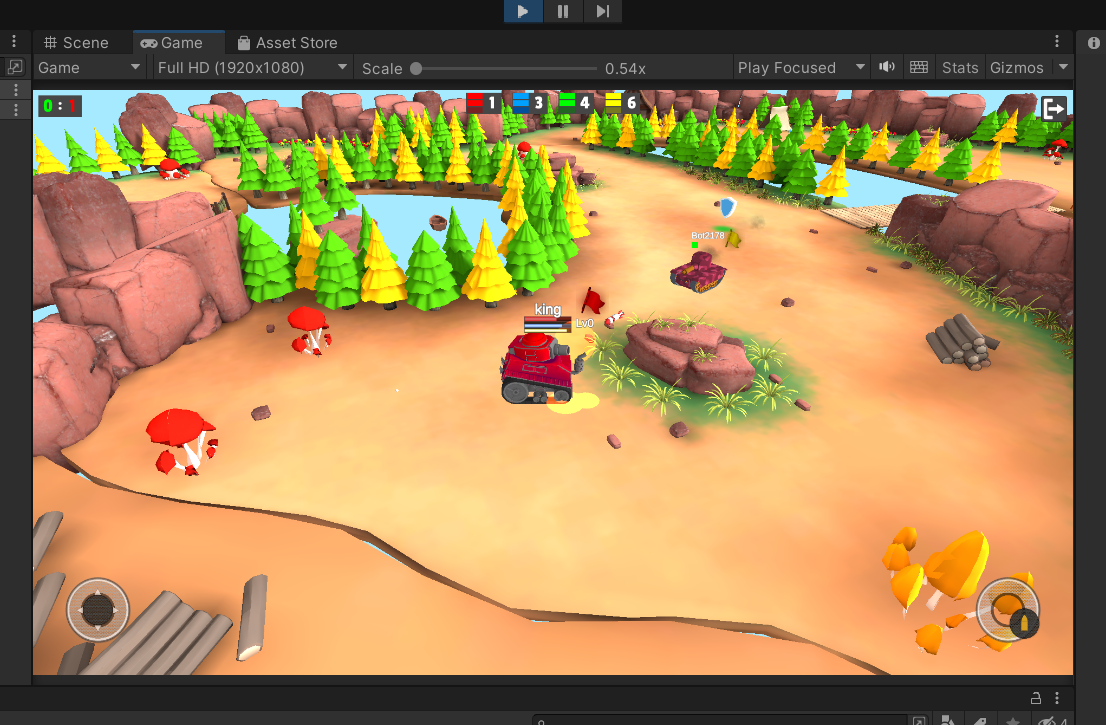 Scene Game Asset Store
Game Full HD (1920x1080) Scale 0.54x Play Focused Stats Gizmos
0 : 1 1 3 4 6
Bot2178
king
Lv0
4